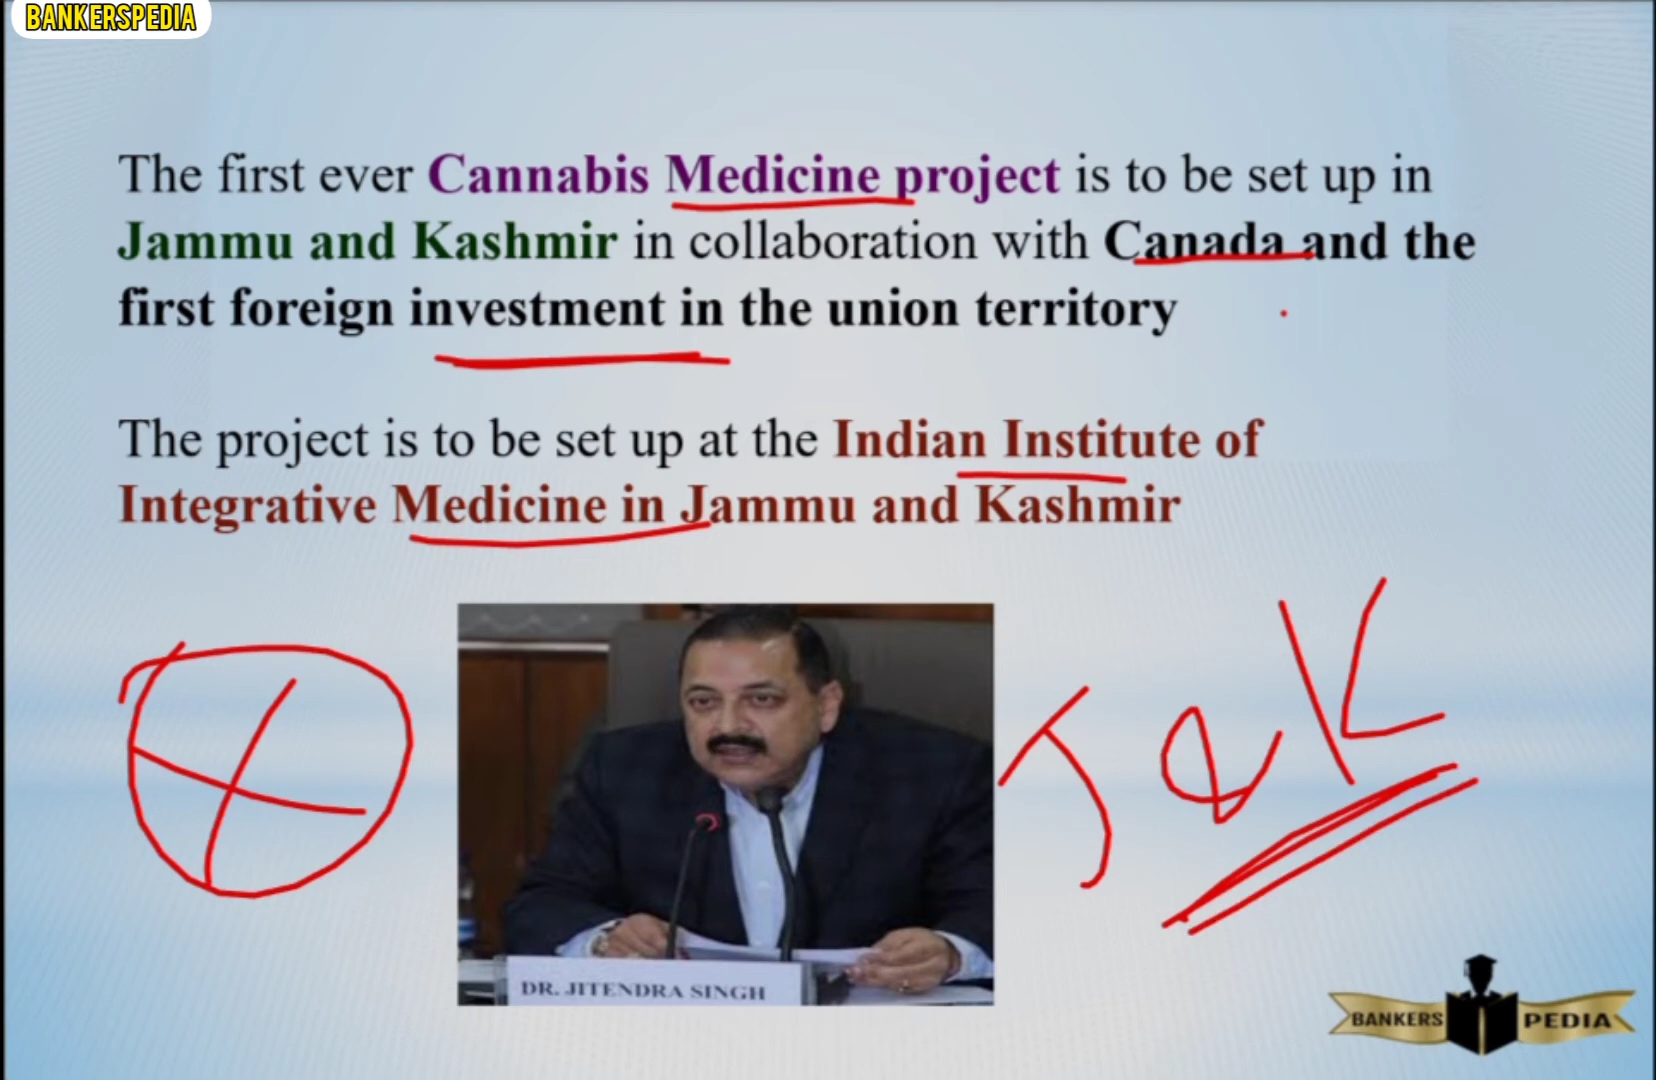 BANKERSPEDIA
The first ever Cannabis Medicine project is to be set up in
Jammu and Kashmir in collaboration with Canada and the
first foreign investment in the union territory
The project is to be set up at the Indian Institute of
Integrative Medicine in Jammu and Kashmir
J&K
DR. JITENDRA SINGH
BANKERS PEDIA